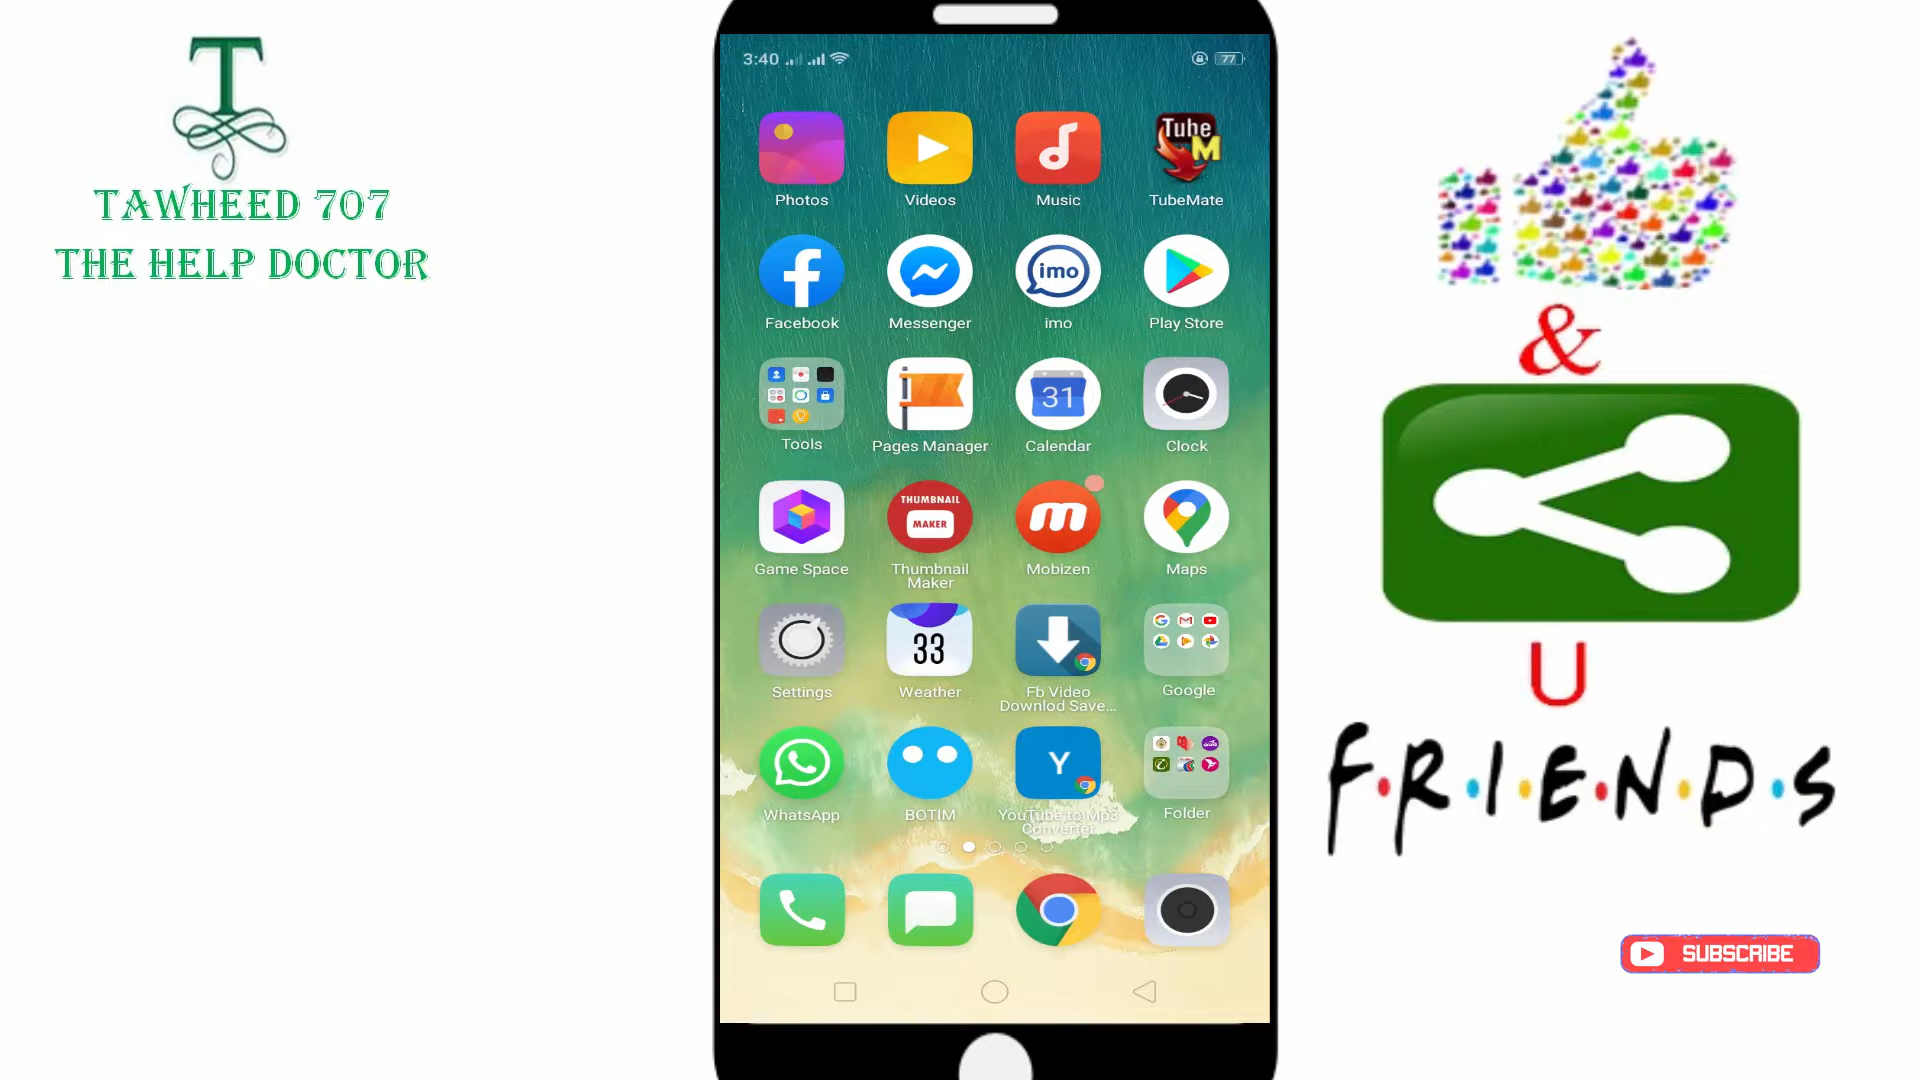 T
TAWHEED 707
THE HELP DOCTOR
3:40
77
Tube
M
Photos
Videos
Music
TubeMate
imo
Facebook
Messenger
imo
Play Store
31
Tools
Pages Manager
Calendar
Clock
THUMBNAIL
MAKER
Game Space
Thumbnail
Maker
Mobizen
Maps
33
Settings
Weather
Fb Video
Downlod Save...
Google
Y
WhatsApp
BOTIM
YouTube to Mp3
Converter
Folder
&
U
F·R·I·E·N·D·S
SUBSCRIBE